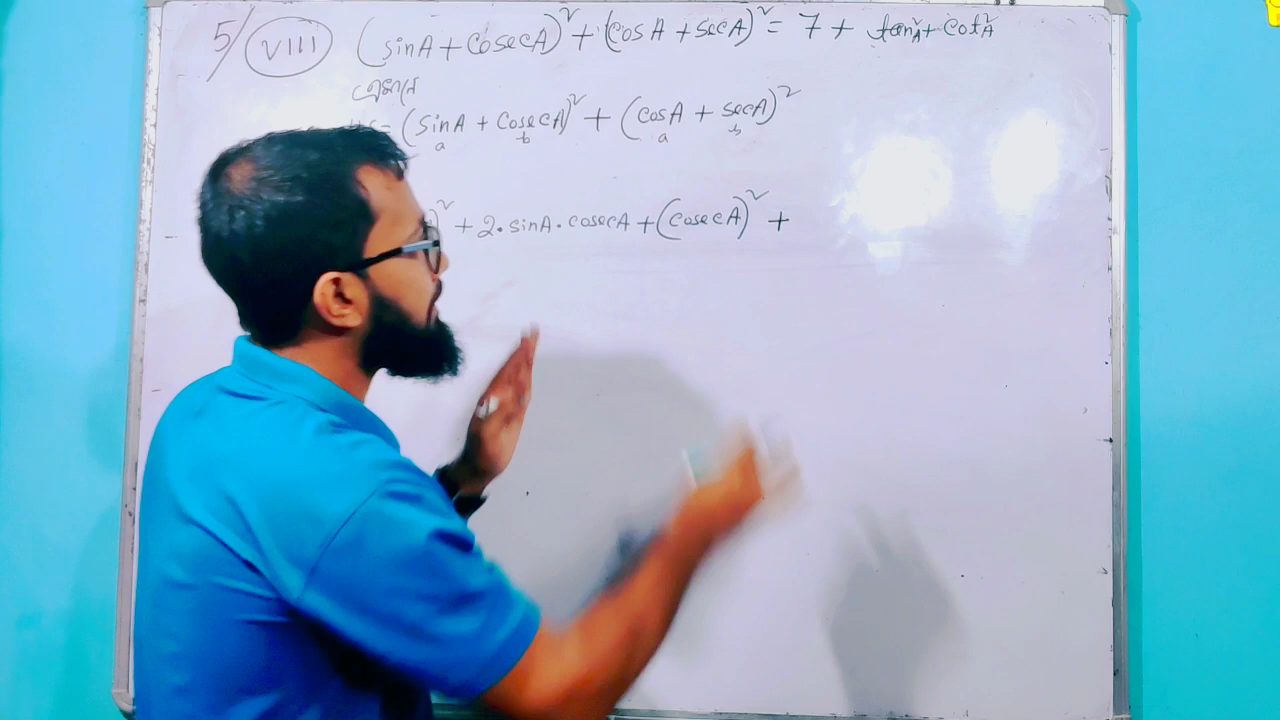 5/ VIII (sinA + CosecA)² + (cosA + secA)² = 7 + tan²A + Cot²A
এখানে
= (sinA + CosecA)² + (cosA + secA)²
a b a b
)² + 2. sinA. cosecA + (cosecA)² +